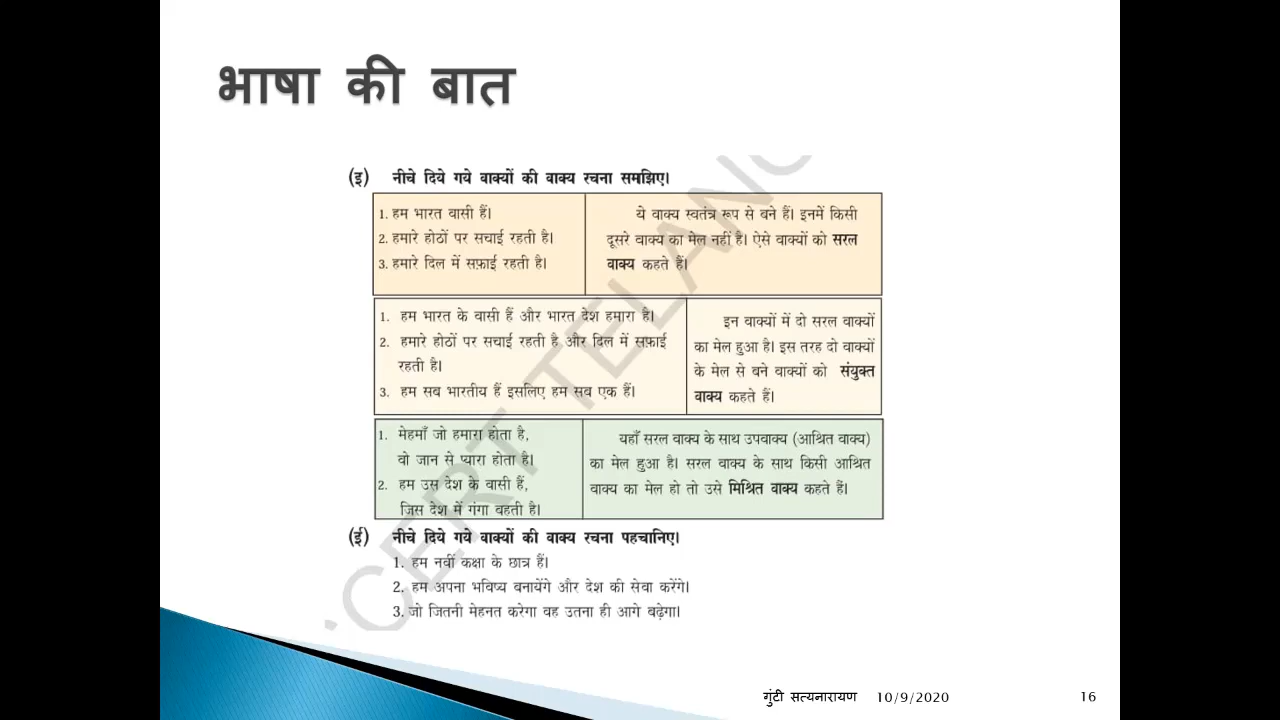 भाषा की बात
(इ) नीचे दिये गये वाक्यों की वाक्य रचना समझिए।
1. हम भारत वासी हैं।
2. हमारे होठों पर सचाई रहती है।
3. हमारे दिल में सफ़ाई रहती है।
ये वाक्य स्वतंत्र रूप से बने हैं। इनमें किसी
दूसरे वाक्य का मेल नहीं है। ऐसे वाक्यों को सरल
वाक्य कहते हैं।
1. हम भारत के वासी हैं और भारत देश हमारा है।
2. हमारे होठों पर सचाई रहती है और दिल में सफ़ाई
रहती है।
3. हम सब भारतीय हैं इसलिए हम सब एक हैं।
इन वाक्यों में दो सरल वाक्यों
का मेल हुआ है। इस तरह दो वाक्यों
के मेल से बने वाक्यों को संयुक्त
वाक्य कहते हैं।
1. मेहमाँ जो हमारा होता है,
वो जान से प्यारा होता है।
2. हम उस देश के वासी हैं,
जिस देश में गंगा बहती है।
यहाँ सरल वाक्य के साथ उपवाक्य (आश्रित वाक्य)
का मेल हुआ है। सरल वाक्य के साथ किसी आश्रित
वाक्य का मेल हो तो उसे मिश्रित वाक्य कहते हैं।
(ई) नीचे दिये गये वाक्यों की वाक्य रचना पहचानिए।
1. हम नवीं कक्षा के छात्र हैं।
2. हम अपना भविष्य बनायेंगे और देश की सेवा करेंगे।
3. जो जितनी मेहनत करेगा वह उतना ही आगे बढ़ेगा।
CERT TELANG
गुंटी सत्यनारायण 10/9/2020 16